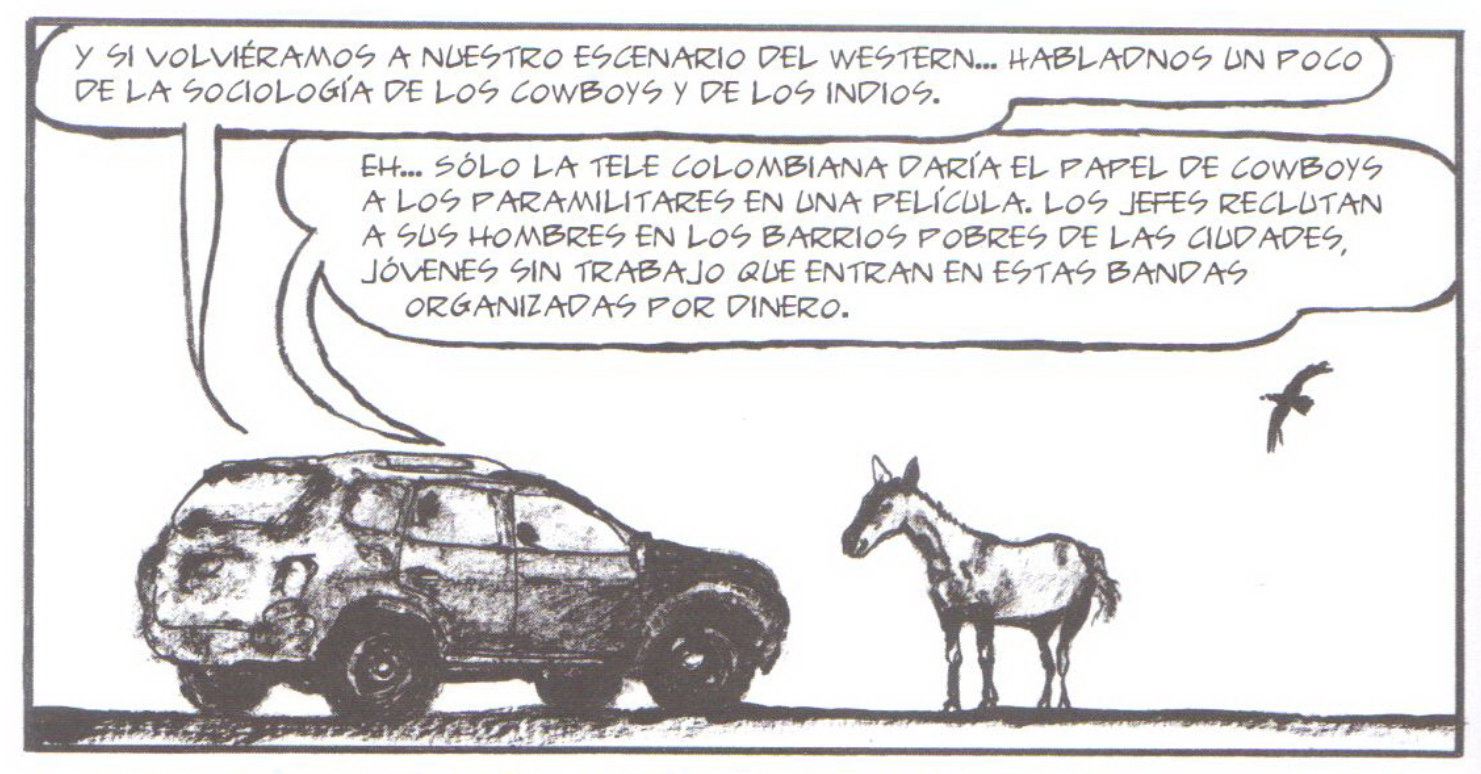 Y SI VOLVIÉRAMOS A NUESTRO ESCENARIO DEL WESTERN... HABLADNOS UN POCO
DE LA SOCIOLOGÍA DE LOS COWBOYS Y DE LOS INDIOS.
EH... SÓLO LA TELE COLOMBIANA DARÍA EL PAPEL DE COWBOYS
A LOS PARAMILITARES EN UNA PELÍCULA. LOS JEFES RECLUTAN
A SUS HOMBRES EN LOS BARRIOS POBRES DE LAS CIUDADES,
JÓVENES SIN TRABAJO QUE ENTRAN EN ESTAS BANDAS
ORGANIZADAS POR DINERO.